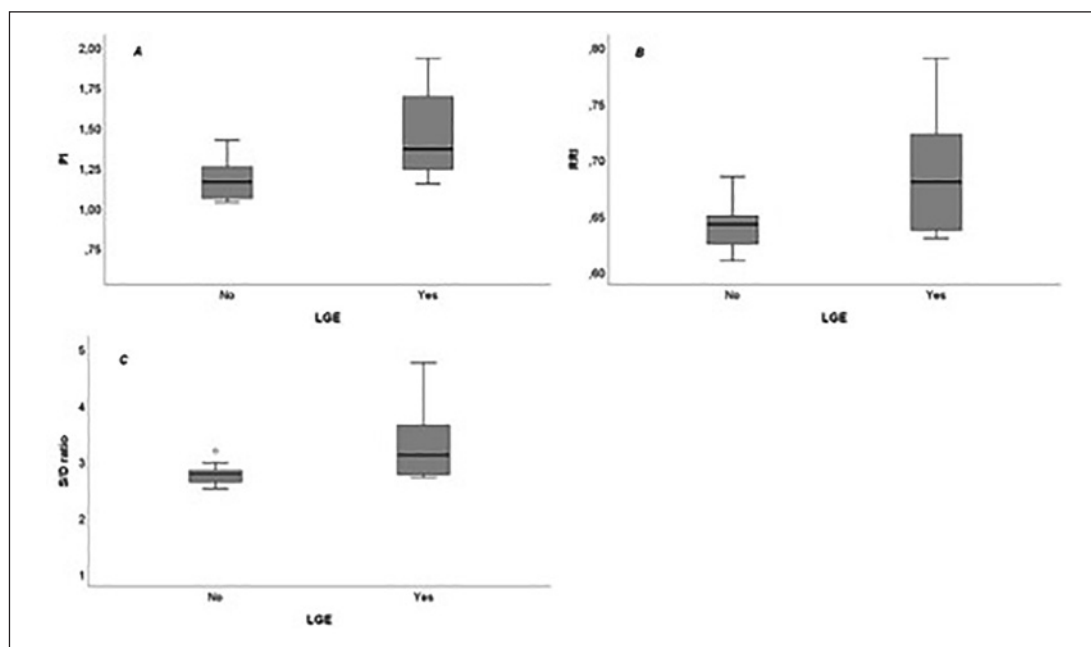 A
2,00
1,75
1,50
1,25
1,00
,75
PI
No Yes
LGE
B
,80
,75
,70
,65
,60
RRI
No Yes
LGE
C
5
4
3
2
1
S/D ratio
No Yes
LGE